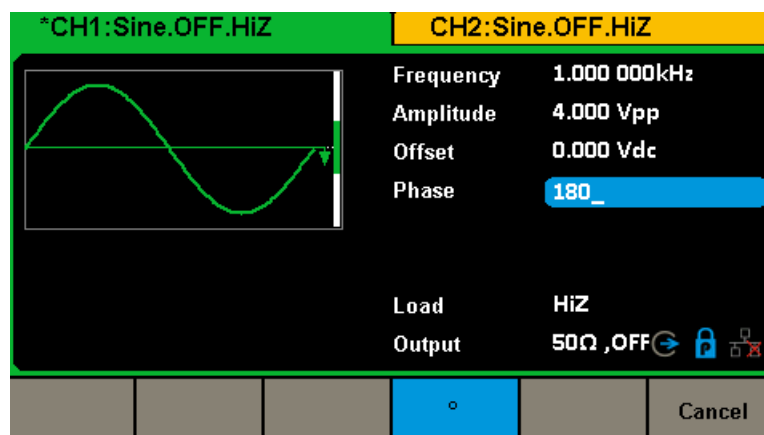 *CH1:Sine.OFF.HiZ CH2:Sine.OFF.HiZ
Frequency 1.000 000kHz
Amplitude 4.000 Vpp
Offset 0.000 Vdc
Phase 180_
Load HiZ
Output 50Ω ,OFF P
° Cancel